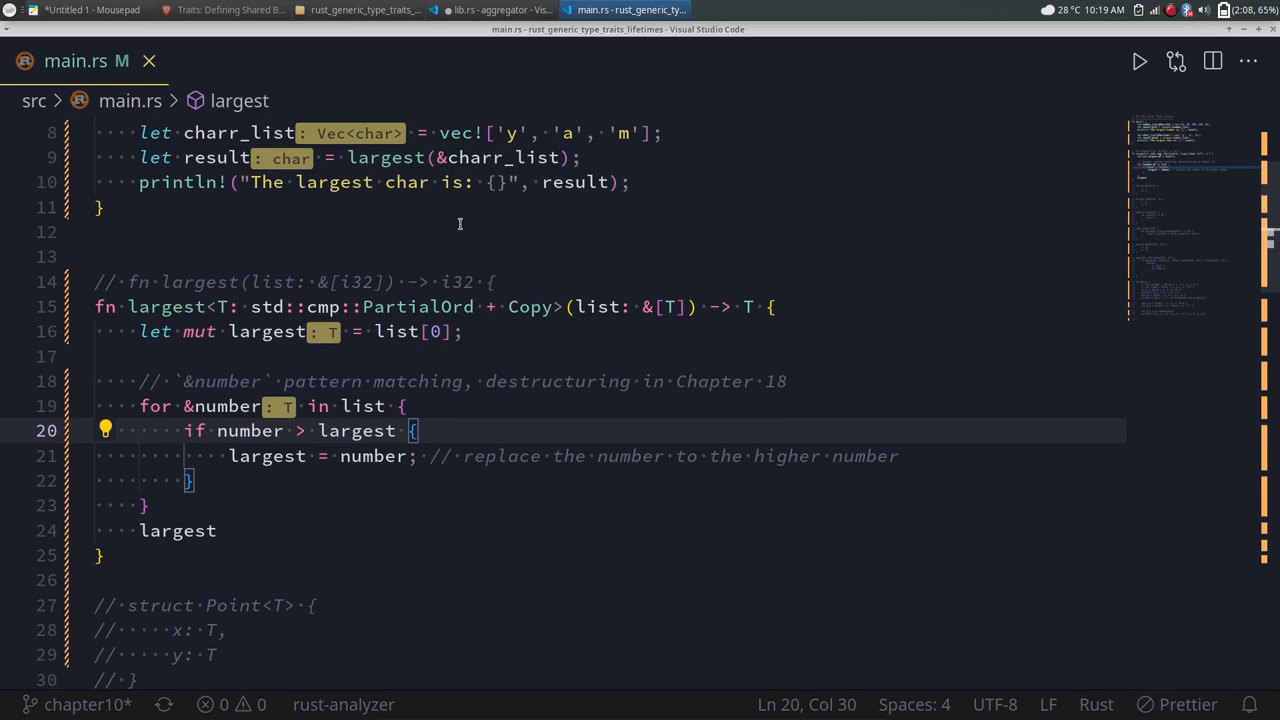 *Untitled 1 - Mousepad
Traits: Defining Shared B...
rust_generic_type_traits_...
● lib.rs - aggregator - Vis...
main.rs - rust_generic_ty...
28 °C
10:19 AM
(2:08, 65%)
main.rs - rust_generic_type_traits_lifetimes - Visual Studio Code
main.rs M
src > main.rs > largest
8 let charr_list: Vec<char> = vec!['y', 'a', 'm'];
9 let result: char = largest(&charr_list);
10 println!("The largest char is: {}", result);
11 }
12
13
14 // fn largest(list: &[i32]) -> i32 {
15 fn largest<T: std::cmp::PartialOrd + Copy>(list: &[T]) -> T {
16 let mut largest: T = list[0];
17
18 // `&number` pattern matching, destructuring in Chapter 18
19 for &number: T in list {
20 if number > largest {
21 largest = number; // replace the number to the higher number
22 }
23 }
24 largest
25 }
26
27 // struct Point<T> {
28 // x: T,
29 // y: T
30 // }
chapter10*
0 0
rust-analyzer
Ln 20, Col 30
Spaces: 4
UTF-8
LF
Rust
Prettier